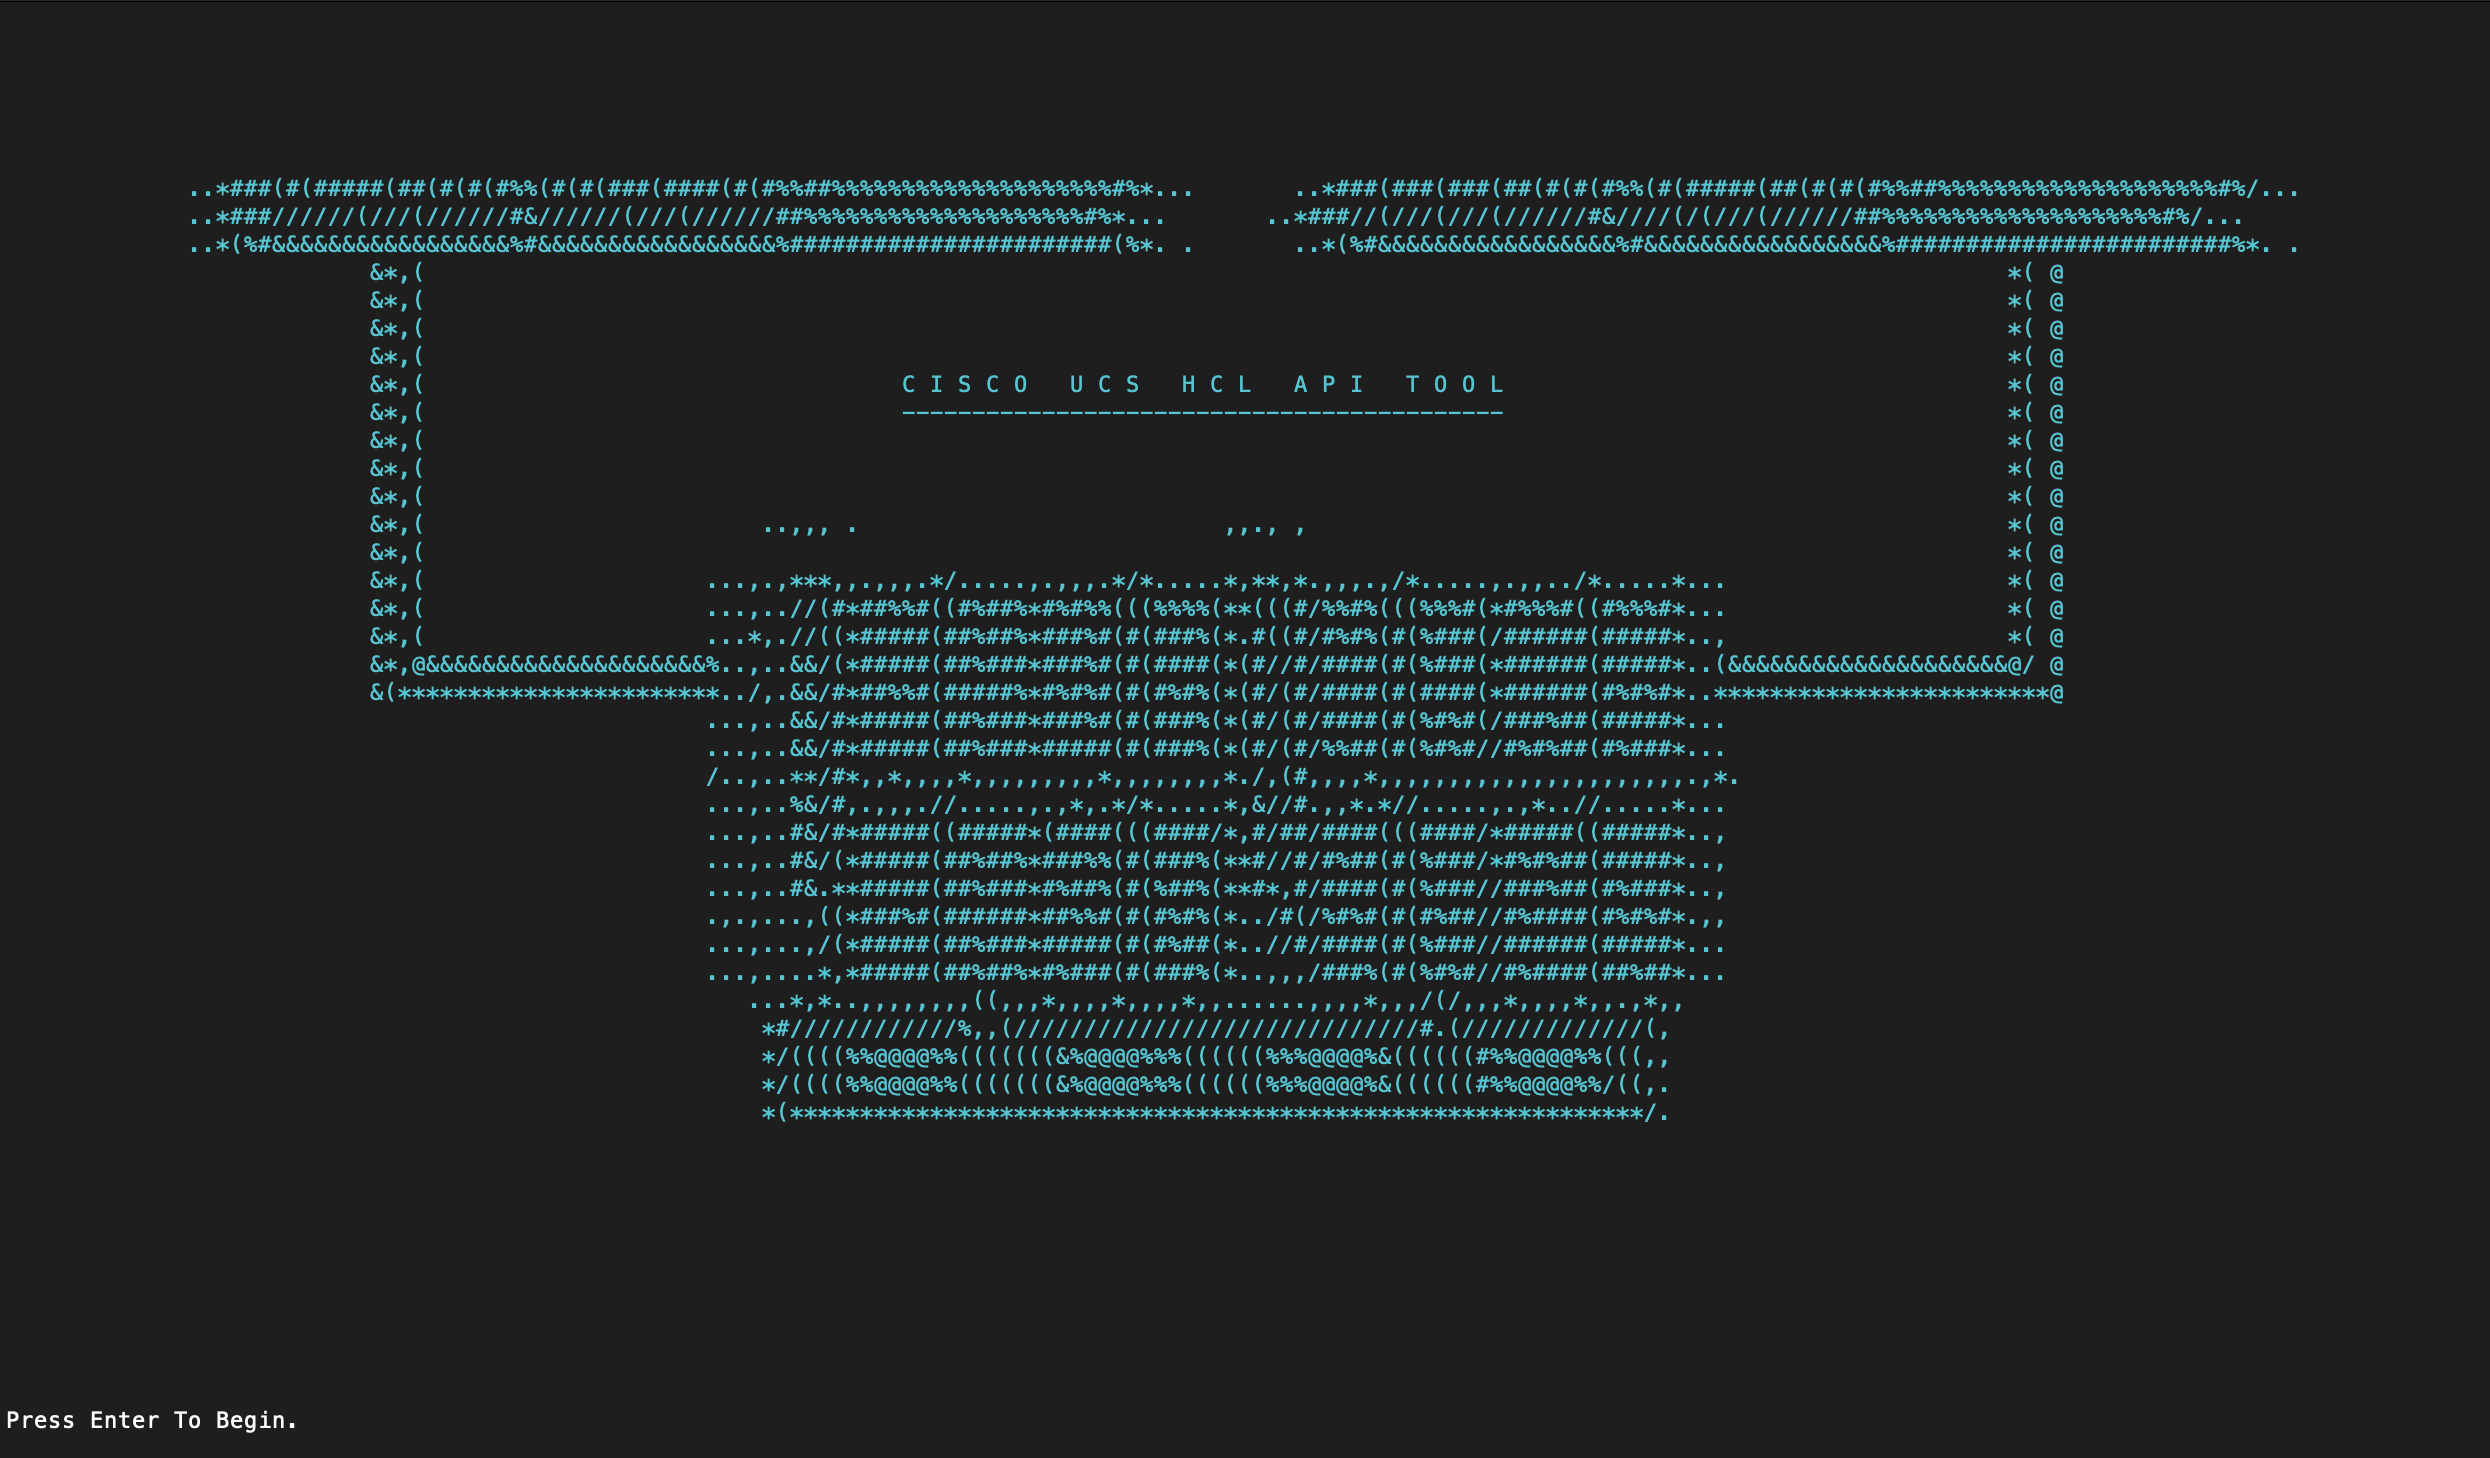 C I S C O   U C S   H C L   A P I   T O O L
Press Enter To Begin.